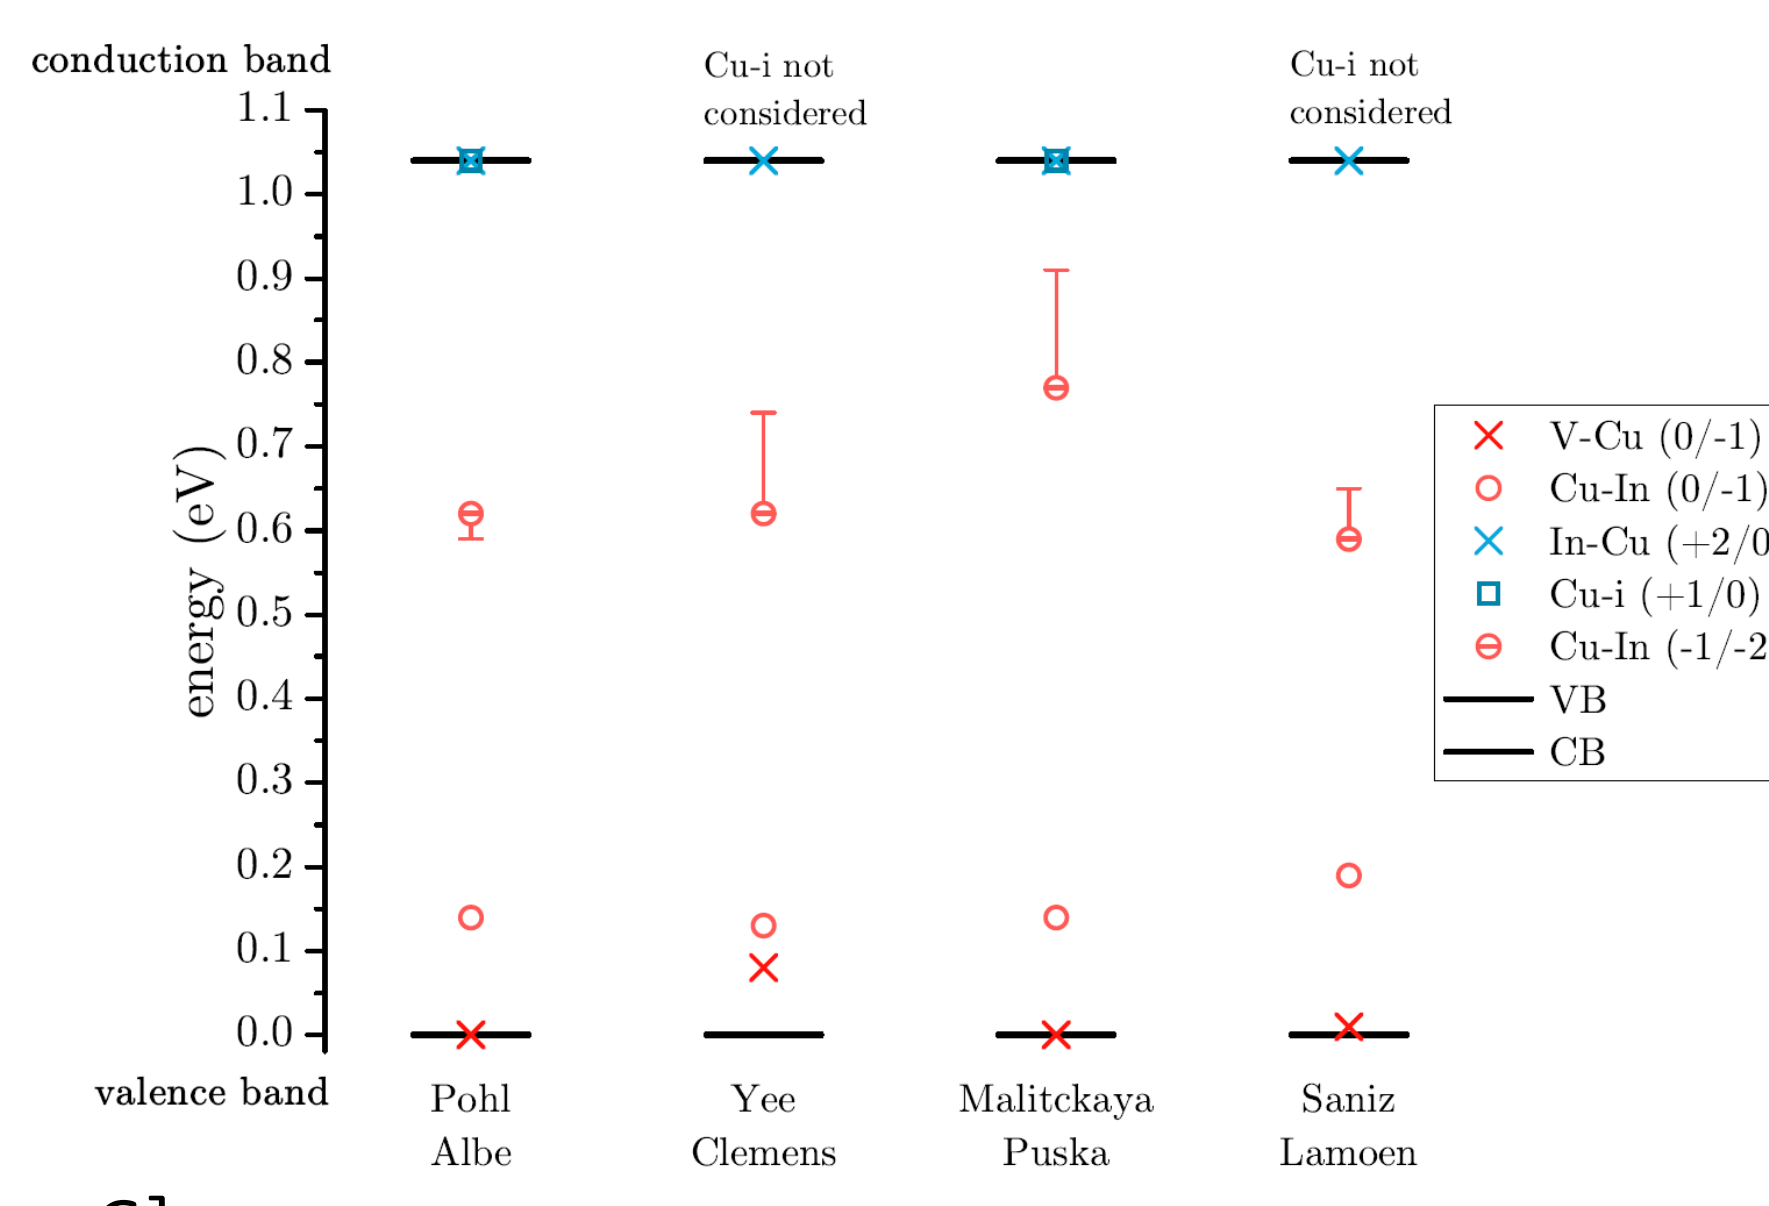 conduction band
Cu-i not
considered
Cu-i not
considered
1.1
1.0
0.9
0.8
0.7
0.6
0.5
0.4
0.3
0.2
0.1
0.0
energy (eV)
V-Cu (0/-1)
Cu-In (0/-1)
In-Cu (+2/0
Cu-i (+1/0)
Cu-In (-1/-2
VB
CB
valence band
Pohl
Albe
Yee
Clemens
Malitckaya
Puska
Saniz
Lamoen